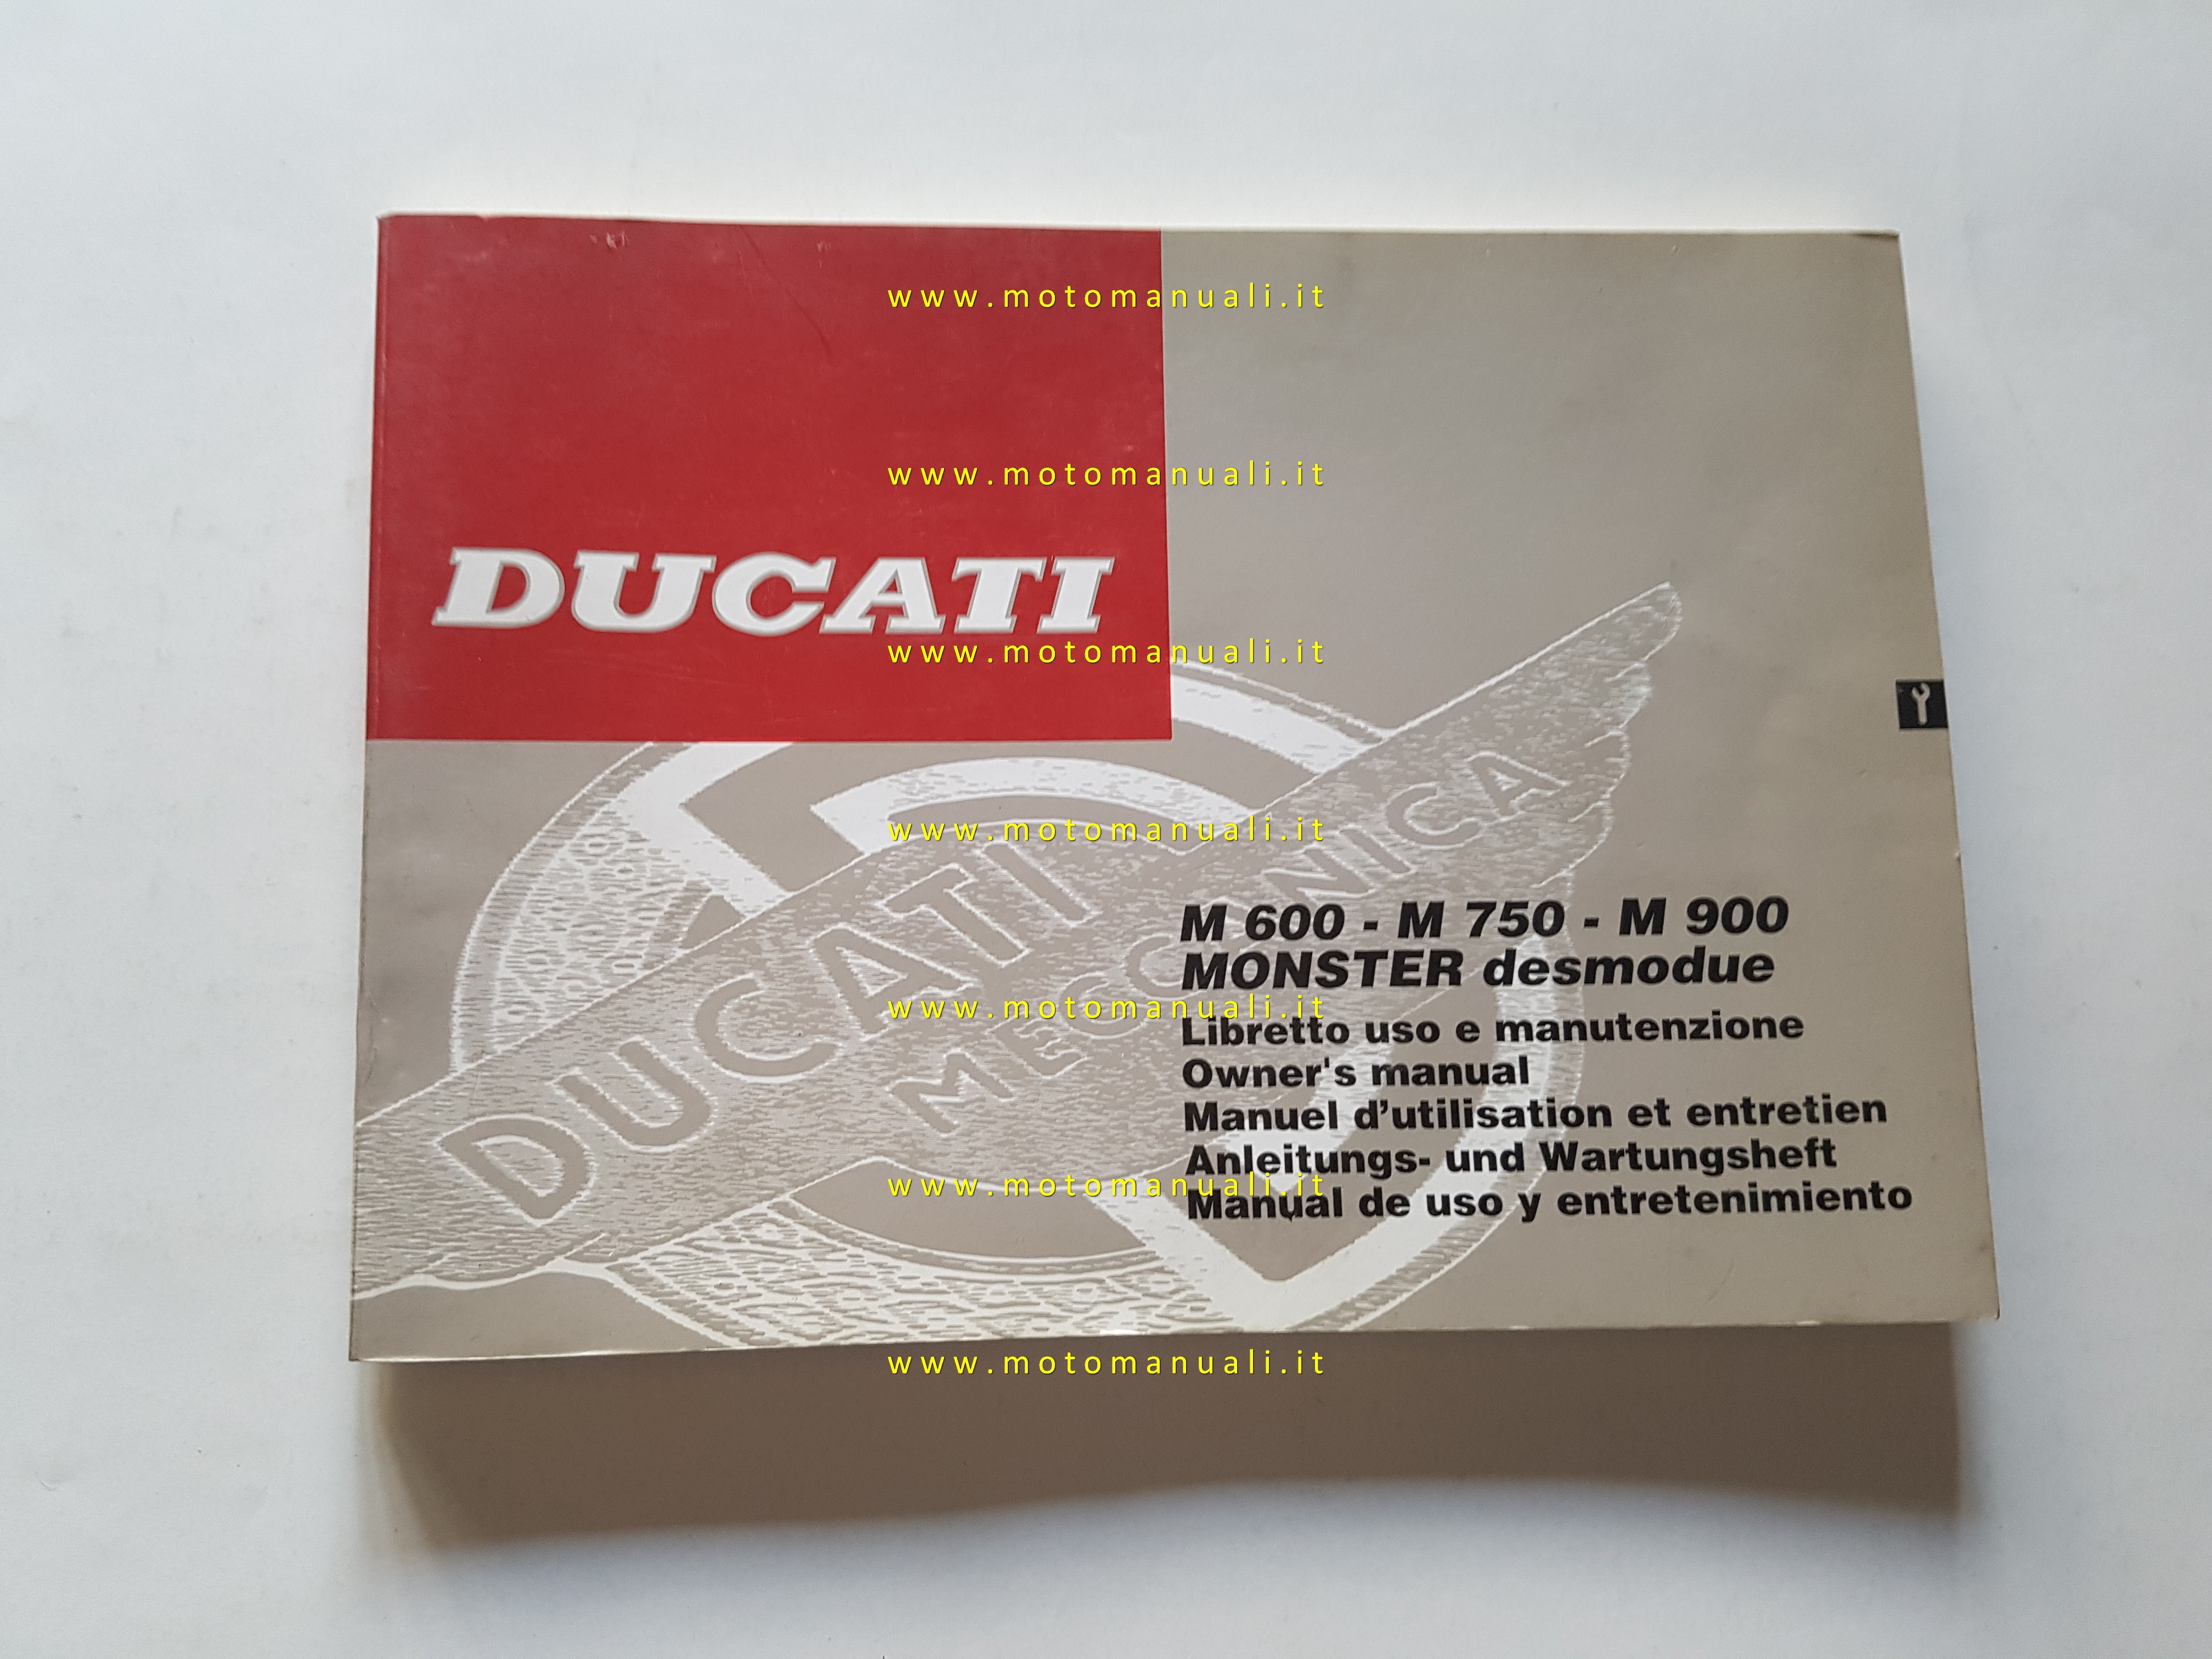 www.motomanuali.it
www.motomanuali.it
DUCATI
www.motomanuali.it
www.motomanuali.it
DUCATI
MECCANICA
M 600 - M 750 - M 900
MONSTER desmodue
www.motomanuali.it
Libretto uso e manutenzione
Owner's manual
Manuel d’utilisation et entretien
Anleitungs- und Wartungsheft
www.motomanuali.it
Manual de uso y entretenimiento
www.motomanuali.it